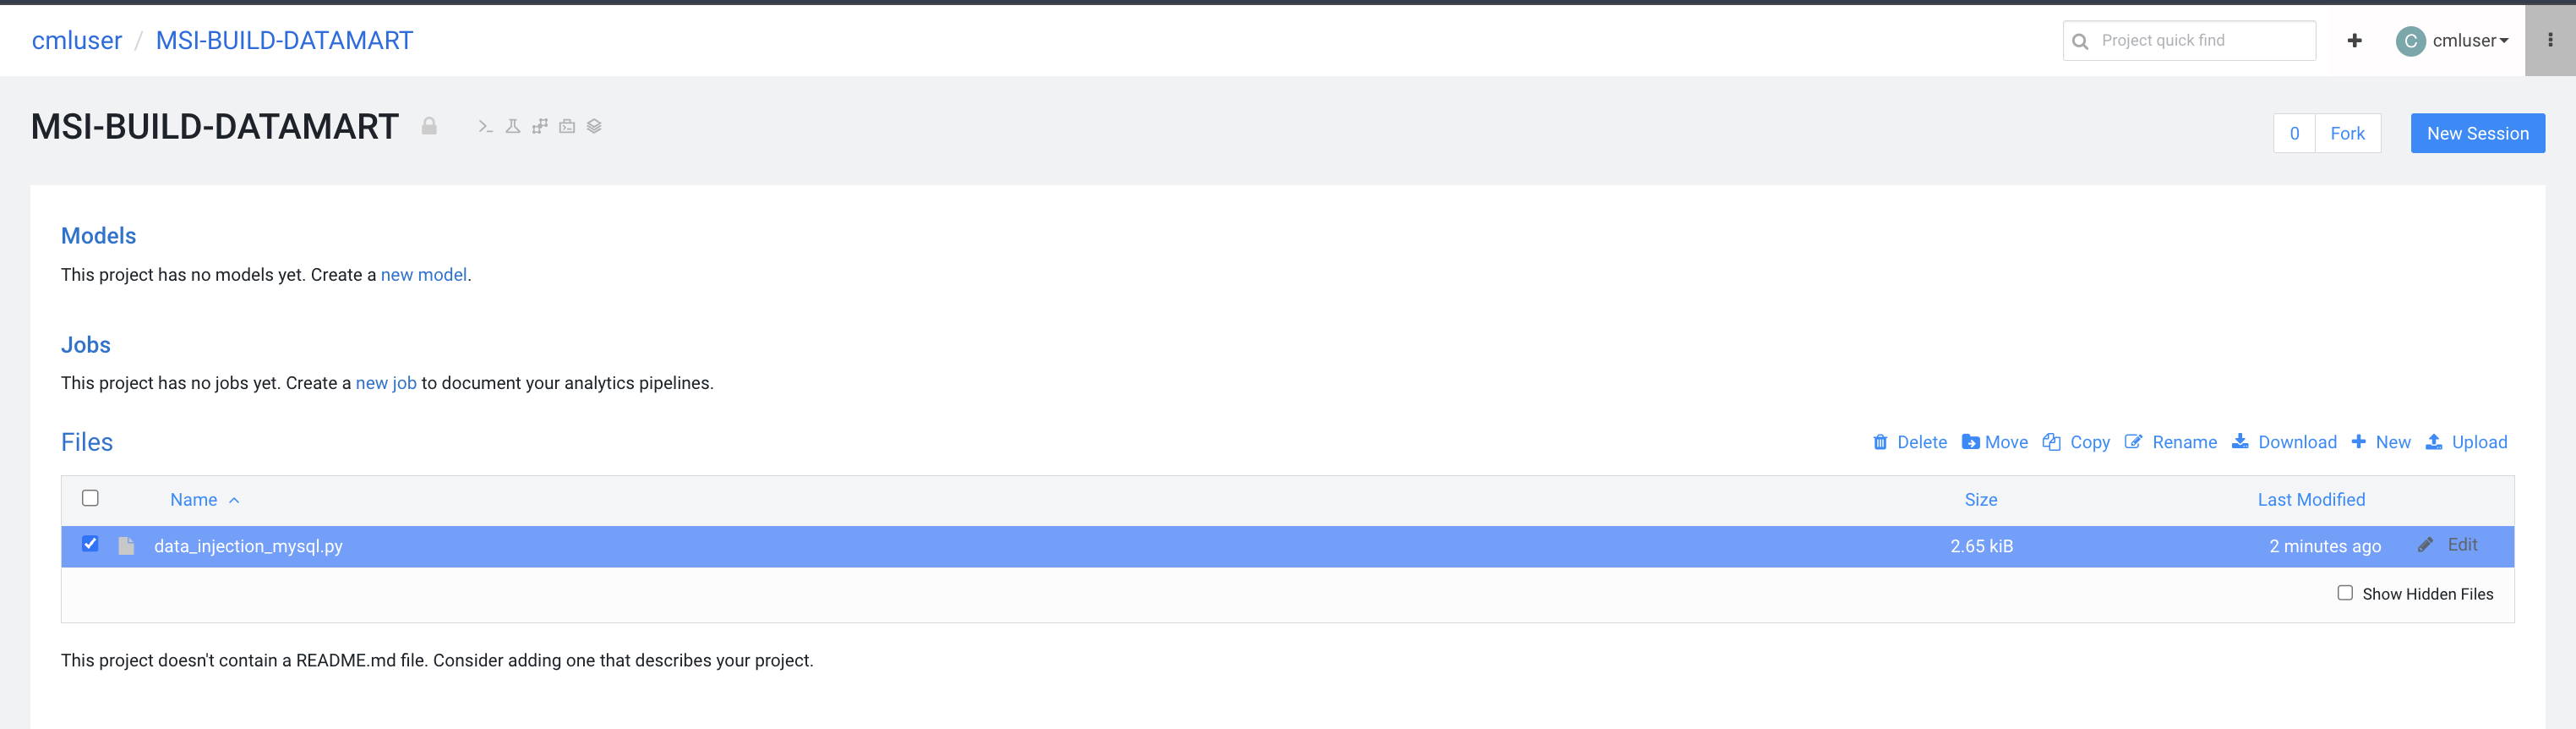 cmluser / MSI-BUILD-DATAMART
Project quick find
C cmluser
MSI-BUILD-DATAMART
0 Fork
New Session
Models
This project has no models yet. Create a new model.
Jobs
This project has no jobs yet. Create a new job to document your analytics pipelines.
Files
Delete Move Copy Rename Download New Upload
Name Size Last Modified
data_injection_mysql.py 2.65 kiB 2 minutes ago Edit
Show Hidden Files
This project doesn't contain a README.md file. Consider adding one that describes your project.